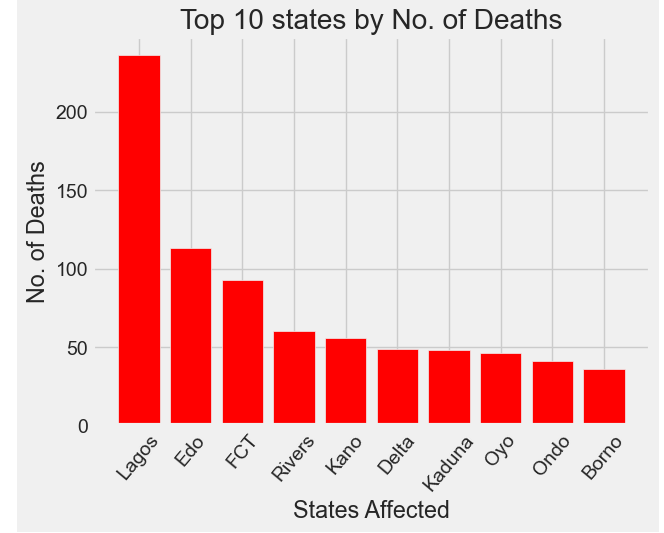 Top 10 states by No. of Deaths
No. of Deaths
200
150
100
50
0
Lagos
Edo
FCT
Rivers
Kano
Delta
Kaduna
Oyo
Ondo
Borno
States Affected